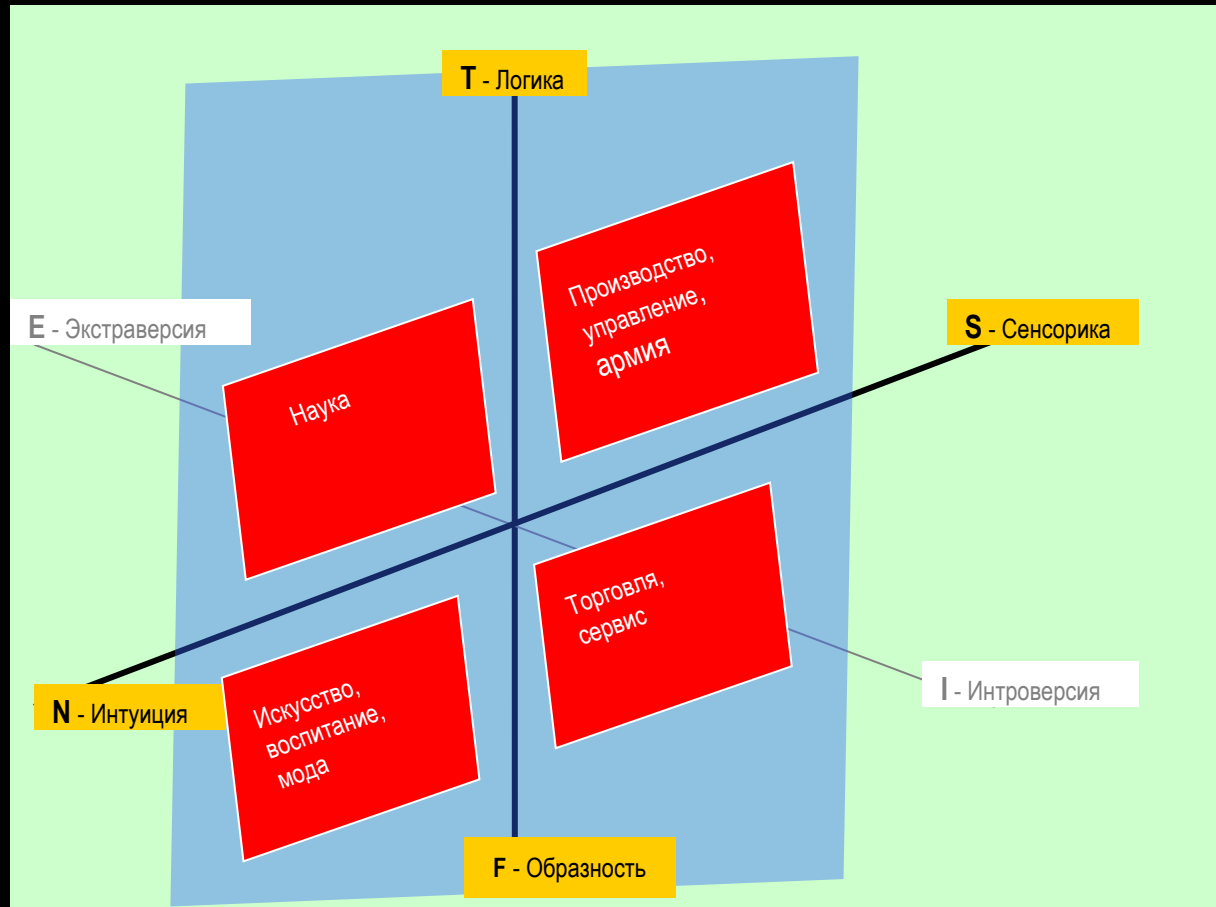 T - Логика
Производство,
управление,
армия
E - Экстраверсия
S - Сенсорика
Наука
Торговля,
сервис
N - Интуиция
Искусство,
воспитание,
мода
I - Интроверсия
F - Образность